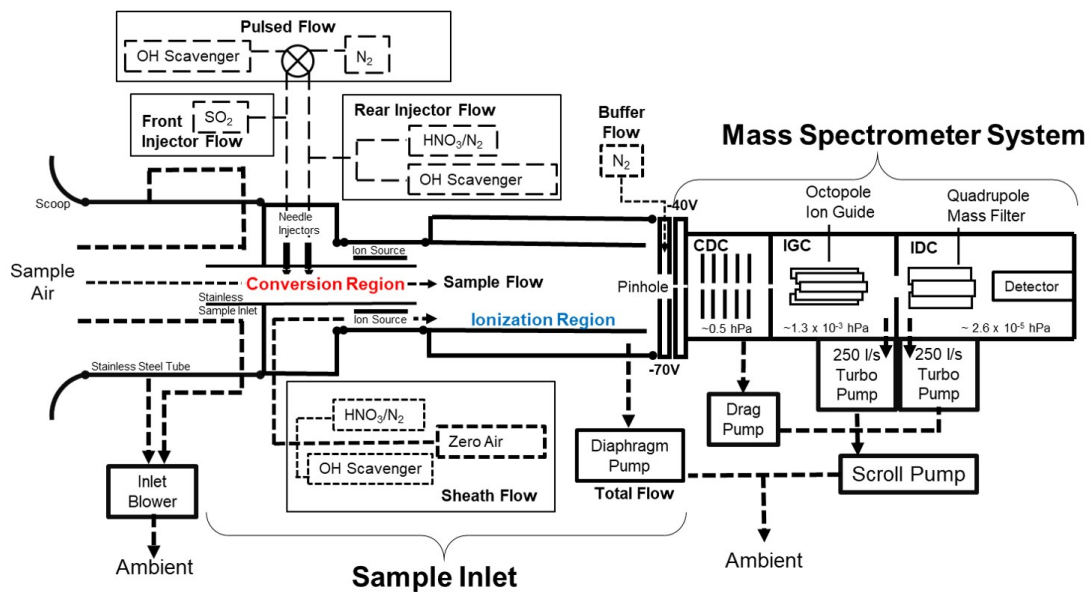 Pulsed Flow
OH Scavenger
N₂
Front
Injector Flow
SO₂
Rear Injector Flow
HNO₃/N₂
OH Scavenger
Buffer
Flow
N₂
Mass Spectrometer System
Octopole
Ion Guide
Quadrupole
Mass Filter
-40V
Scoop
Needle
Injectors
Ion Source
CDC
IGC
IDC
Sample
Air
Conversion Region
Sample Flow
Pinhole
Detector
Stainless
Sample Inlet
Ion Source
Ionization Region
~0.5 hPa
~1.3 x 10⁻³ hPa
~ 2.6 x 10⁻⁵ hPa
Stainless Steel Tube
-70V
250 l/s
Turbo
Pump
250 l/s
Turbo
Pump
HNO₃/N₂
Zero Air
OH Scavenger
Sheath Flow
Drag
Pump
Diaphragm
Pump
Total Flow
Scroll Pump
Inlet
Blower
Ambient
Sample Inlet
Ambient